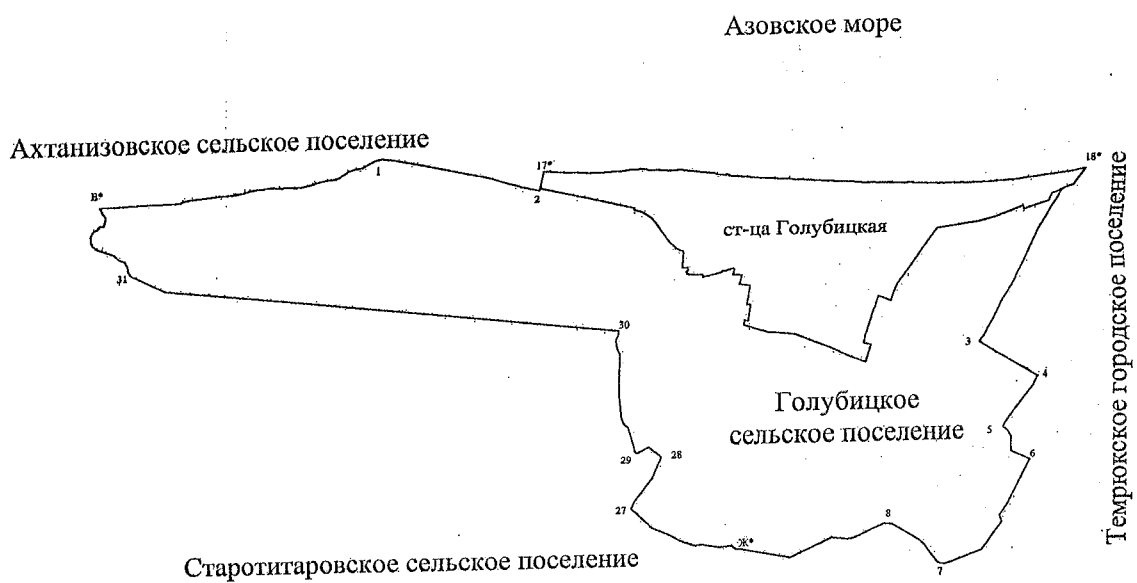 Азовское море
Ахтанизовское сельское поселение
17*
18*
1
В*
2
ст-ца Голубицкая
31
30
3
4
Голубицкое
сельское поселение
5
29
28
6
27
8
Ж*
7
Старотитаровское сельское поселение
Темрюкское городское поселение